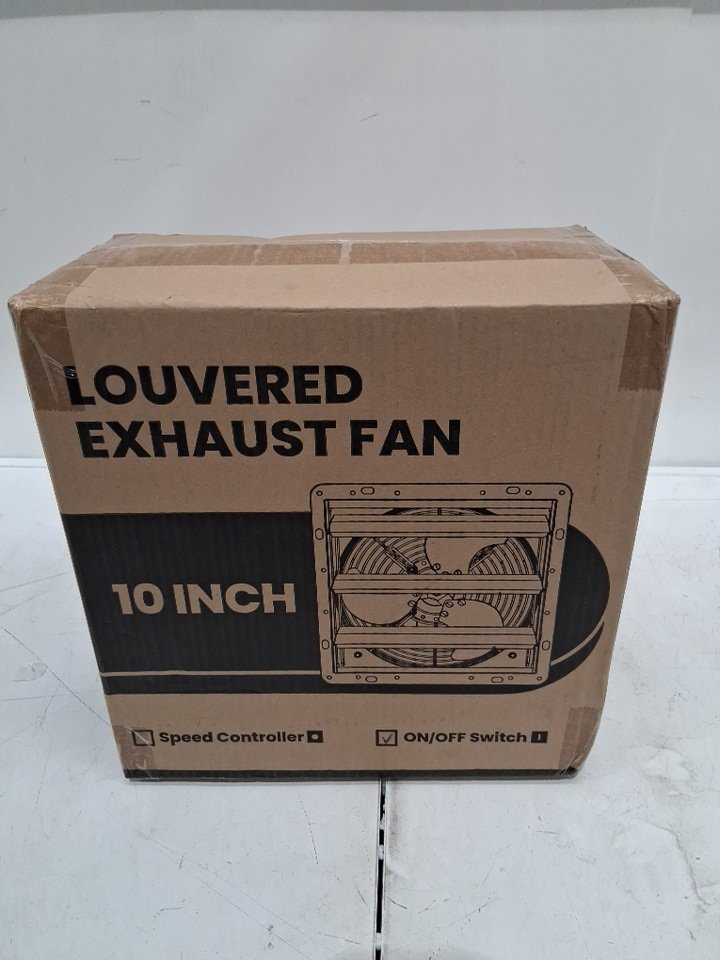 LOUVERED
EXHAUST FAN
10 INCH
Speed Controller
ON/OFF Switch